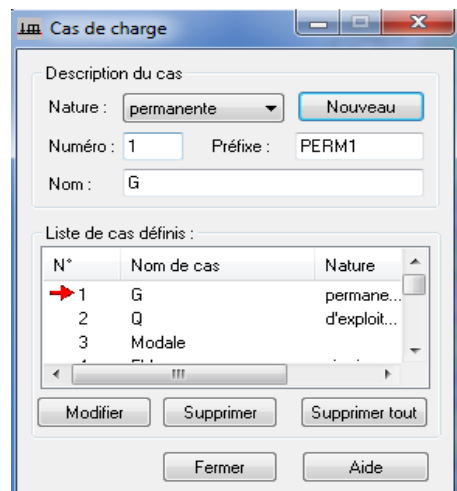 Cas de charge
Description du cas
Nature : permanente Nouveau
Numéro : 1 Préfixe : PERM1
Nom : G
Liste de cas définis :
N° Nom de cas Nature
1 G permane...
2 Q d'exploit...
3 Modale
Modifier Supprimer Supprimer tout
Fermer Aide